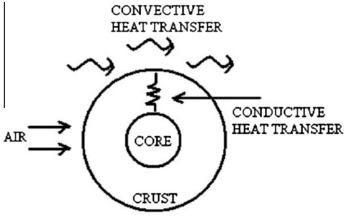 CONVECTIVE
HEAT TRANSFER
AIR
CORE
CONDUCTIVE
HEAT TRANSFER
CRUST